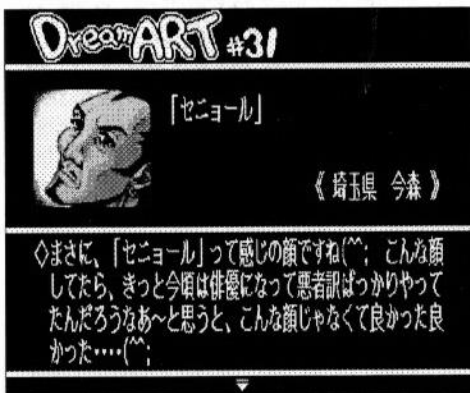 DreamART #31
「セニョール」
《 埼玉県 今森 》
◇まさに、「セニョール」って感じの顔ですね(^^; こんな顔
してたら、きっと今頃は俳優になって悪者訳ばっかりやって
たんだろうなあ～と思うと、こんな顔じゃなくて良かった良
かった‥‥(^^;